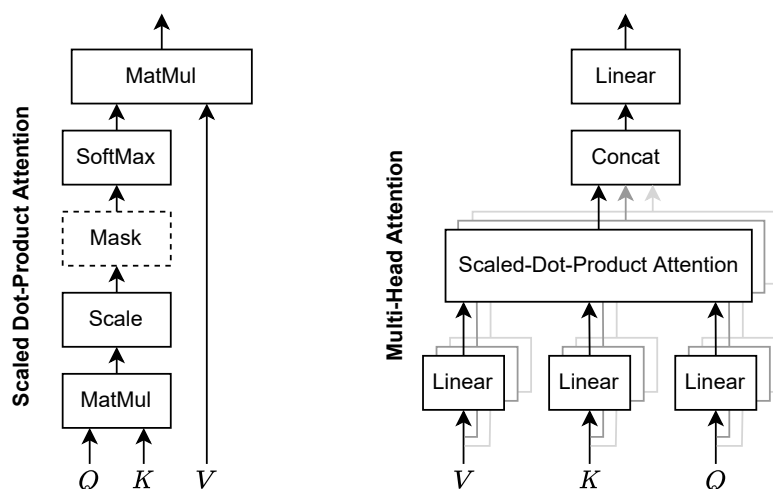 Scaled Dot-Product Attention
MatMul
SoftMax
Mask
Scale
MatMul
Q K V
Multi-Head Attention
Linear
Concat
Scaled-Dot-Product Attention
Linear Linear Linear
V K Q